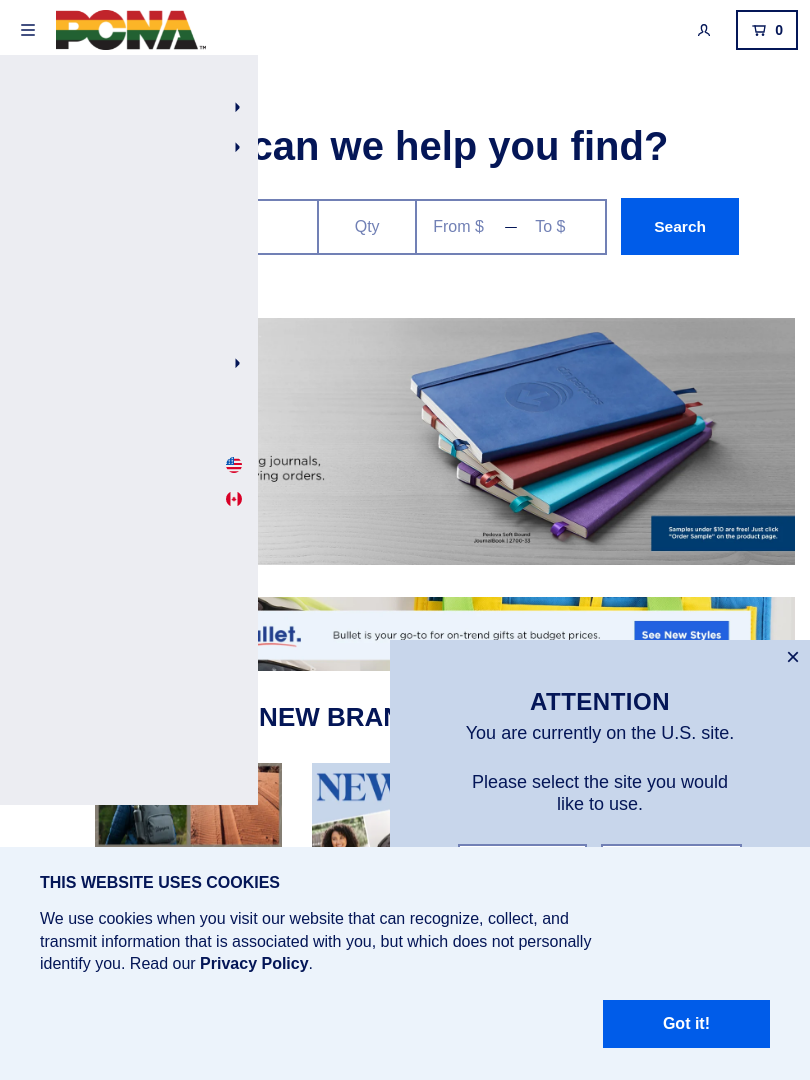 PCNA™
0
can we help you find?
Qty
From $ — To $
Search
g journals,
ving orders.
Pedova Soft Bound
JournalBook | 2700-33
Samples under $10 are free! Just click
"Order Sample" on the product page.
ullet.
Bullet is your go-to for on-trend gifts at budget prices.
See New Styles
NEW BRAN
NEW
ATTENTION
You are currently on the U.S. site.
Please select the site you would
like to use.
THIS WEBSITE USES COOKIES
We use cookies when you visit our website that can recognize, collect, and
transmit information that is associated with you, but which does not personally
identify you. Read our Privacy Policy.
Got it!